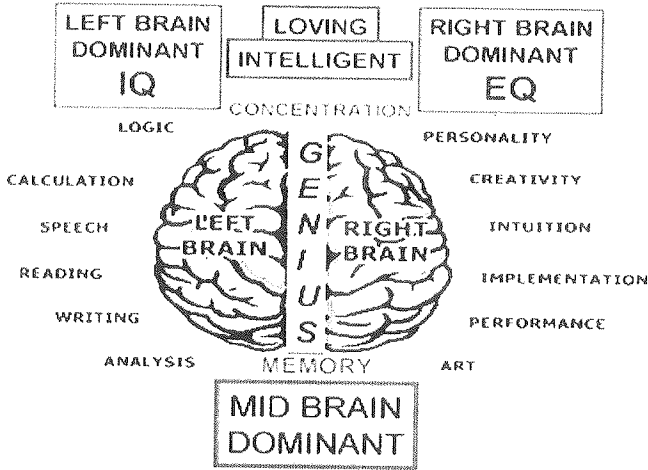 LEFT BRAIN
DOMINANT
IQ
LOVING
INTELLIGENT
RIGHT BRAIN
DOMINANT
EQ
CONCENTRATION
LOGIC
CALCULATION
SPEECH
READING
WRITING
ANALYSIS
LEFT
BRAIN
GENIUS
RIGHT
BRAIN
PERSONALITY
CREATIVITY
INTUITION
IMPLEMENTATION
PERFORMANCE
ART
MEMORY
MID BRAIN
DOMINANT